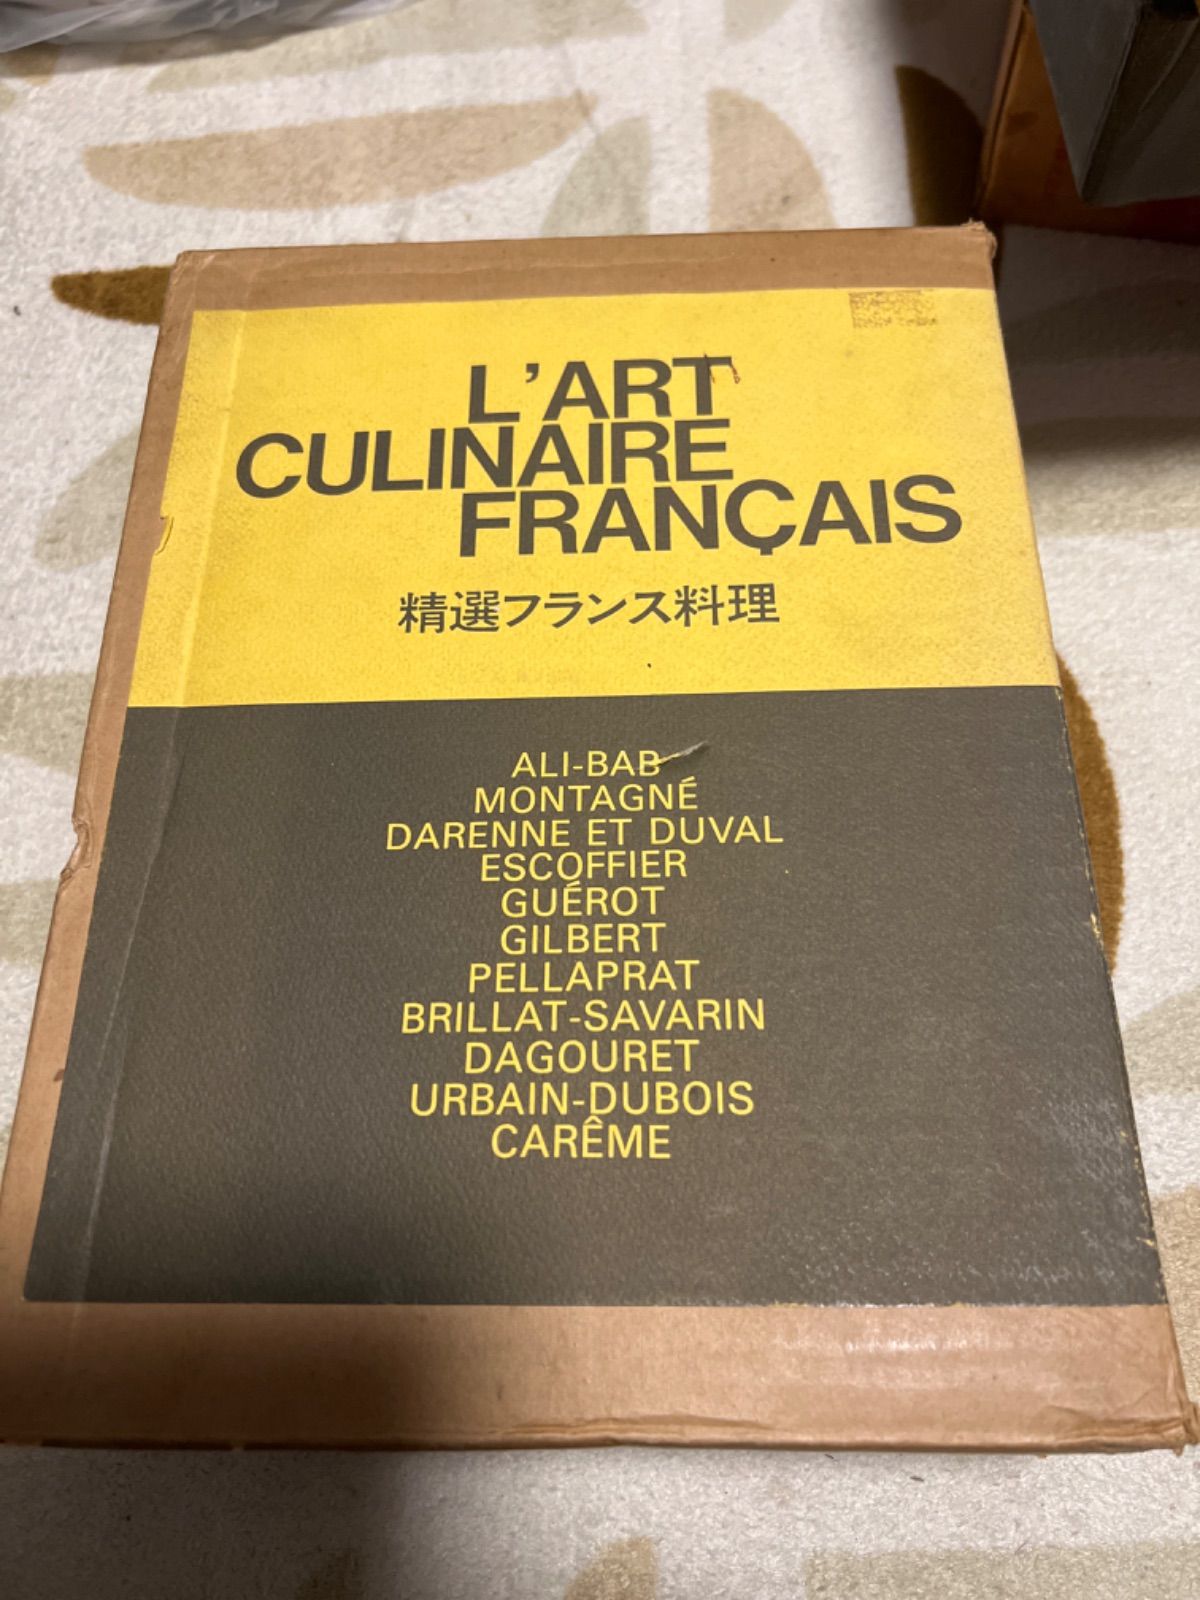 L'ART
CULINAIRE
FRANÇAIS
精選フランス料理
ALI-BAB
MONTAGNÉ
DARENNE ET DUVAL
ESCOFFIER
GUÉROT
GILBERT
PELLAPRAT
BRILLAT-SAVARIN
DAGOURET
URBAIN-DUBOIS
CARÊME